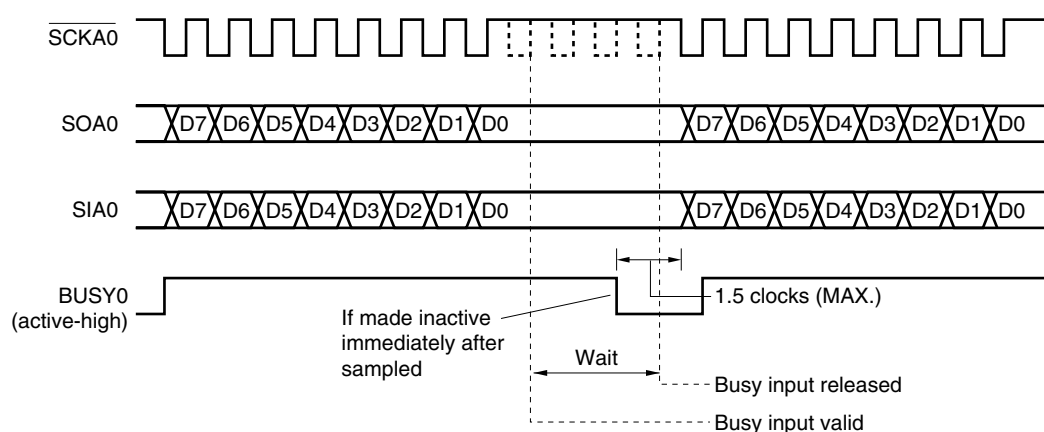 SCKA0
SOA0
D7 D6 D5 D4 D3 D2 D1 D0
D7 D6 D5 D4 D3 D2 D1 D0
SIA0
D7 D6 D5 D4 D3 D2 D1 D0
D7 D6 D5 D4 D3 D2 D1 D0
BUSY0
(active-high)
If made inactive
immediately after
sampled
1.5 clocks (MAX.)
Wait
Busy input released
Busy input valid